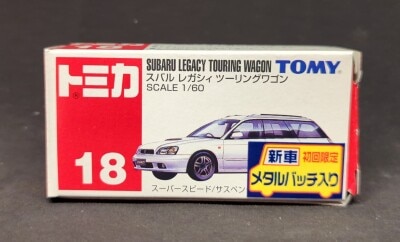 トミカ
SUBARU LEGACY TOURING WAGON
TOMY
スバル レガシィ ツーリングワゴン
SCALE 1/60
18
新車 初回限定
メタルバッチ入り
スーパースピード/サスペン